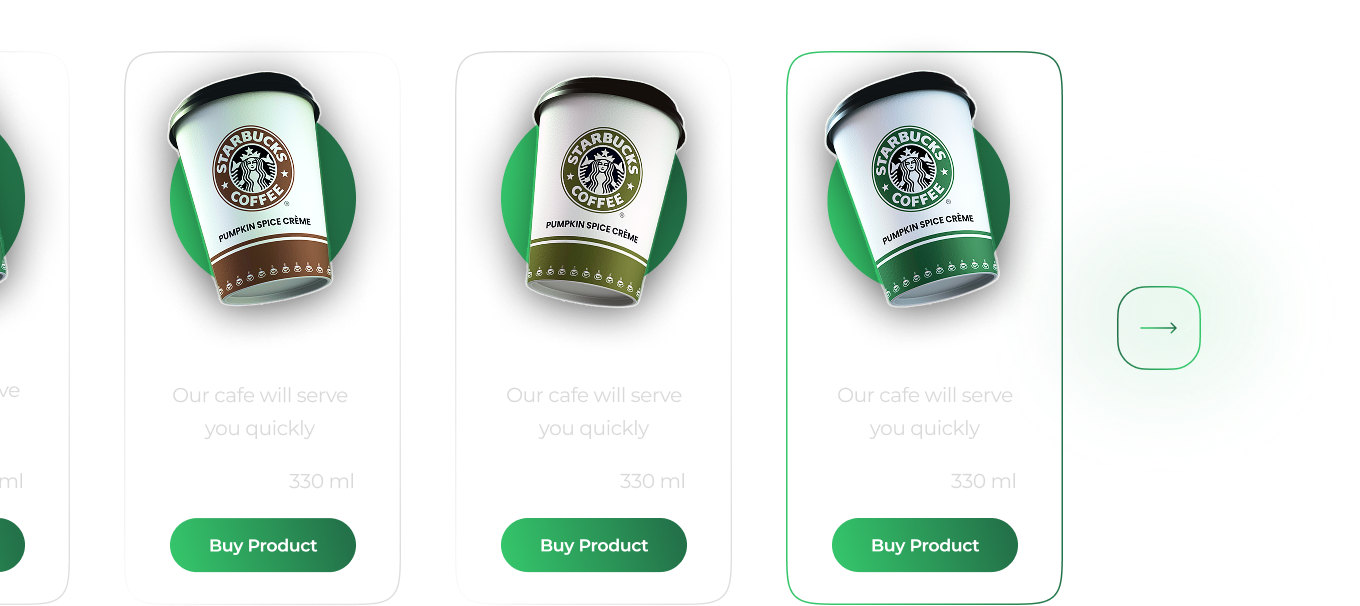 STARBUCKS
COFFEE
®
PUMPKIN SPICE CRÈME
STARBUCKS
COFFEE
®
PUMPKIN SPICE CRÈME
STARBUCKS
COFFEE
®
PUMPKIN SPICE CRÈME
ve
Our cafe will serve
you quickly
Our cafe will serve
you quickly
Our cafe will serve
you quickly
ml
330 ml
330 ml
330 ml
Buy Product
Buy Product
Buy Product